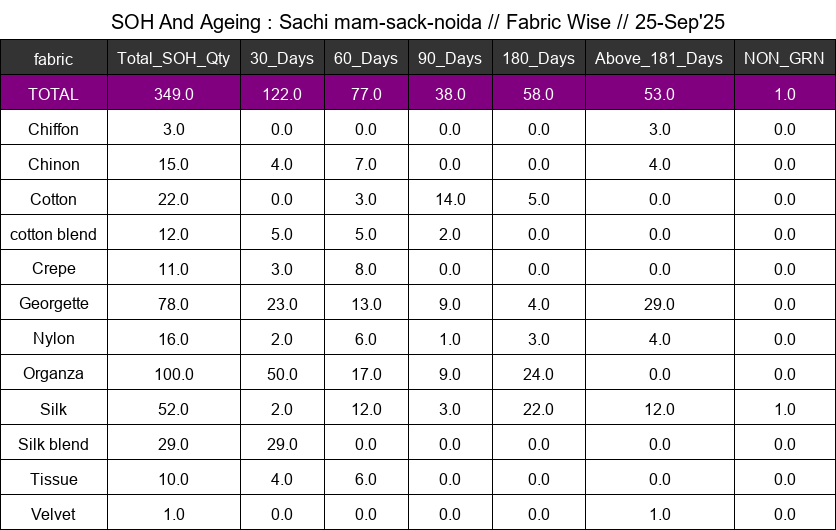 SOH And Ageing : Sachi mam-sack-noida // Fabric Wise // 25-Sep'25
fabric Total_SOH_Qty 30_Days 60_Days 90_Days 180_Days Above_181_Days NON_GRN
TOTAL 349.0 122.0 77.0 38.0 58.0 53.0 1.0
Chiffon 3.0 0.0 0.0 0.0 0.0 3.0 0.0
Chinon 15.0 4.0 7.0 0.0 0.0 4.0 0.0
Cotton 22.0 0.0 3.0 14.0 5.0 0.0 0.0
cotton blend 12.0 5.0 5.0 2.0 0.0 0.0 0.0
Crepe 11.0 3.0 8.0 0.0 0.0 0.0 0.0
Georgette 78.0 23.0 13.0 9.0 4.0 29.0 0.0
Nylon 16.0 2.0 6.0 1.0 3.0 4.0 0.0
Organza 100.0 50.0 17.0 9.0 24.0 0.0 0.0
Silk 52.0 2.0 12.0 3.0 22.0 12.0 1.0
Silk blend 29.0 29.0 0.0 0.0 0.0 0.0 0.0
Tissue 10.0 4.0 6.0 0.0 0.0 0.0 0.0
Velvet 1.0 0.0 0.0 0.0 0.0 1.0 0.0